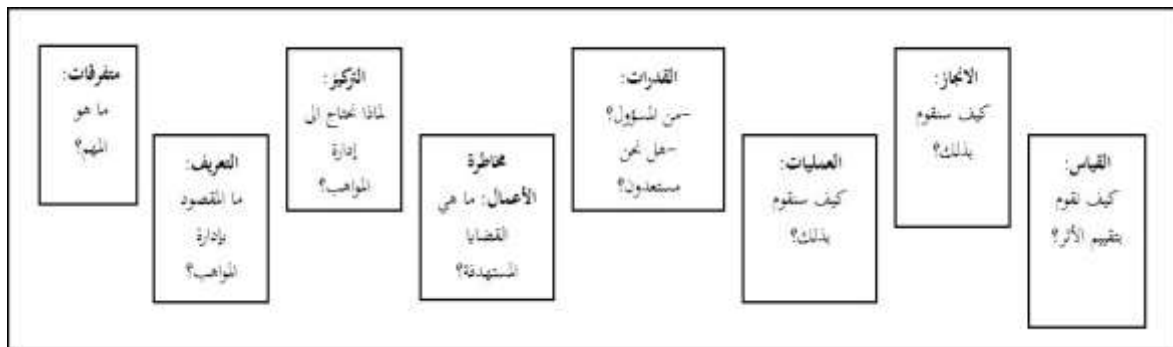 الانجاز:
كيف سنقوم
بذلك؟
القياس:
كيف نقوم
بتقييم الأثر؟
القدرات:
-من المسؤول؟
-هل نحن
مستعدون؟
العمليات:
كيف سنقوم
بذلك؟
التركيز:
لماذا نحتاج الى
إدارة
المواهب؟
مخاطرة
الأعمال: ما هي
القضايا
المستهدفة؟
متفرقات:
ما هو
المهم؟
التعريف:
ما المقصود
بإدارة
المواهب؟